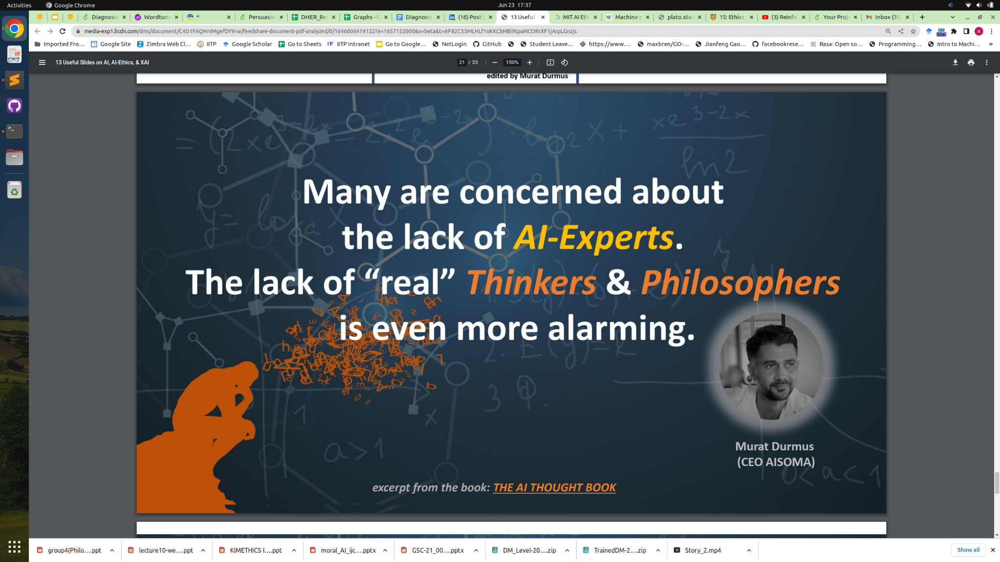 Activities
Google Chrome
Jun 23 17:37
Diagnosis
Wordtune
*
Persuasiv
DHER_Res
Graphs - G
Diagnosis
(16) Post
13 Useful
MIT AI Eth
Machine e
plato.stan
15: Ethics
(3) Reinfo
Your Proje
Inbox (31,
media-exp1.licdn.com/dms/document/C4D1FAQHnIMgefDY9rw/feedshare-document-pdf-analyzed/0/1646006419122?e=1657152000&v=beta&t=6P82C53MLHLf1oKKCbHBl9tpaMCORrXF1jArpLGnzjs
52m
A
Imported Fro...
Google Site
Zimbra Web Cl...
IITP
Google Scholar
Go to Sheets
IITP Intranet
Go to Google...
NetLogin
GitHub
Student Leave...
https://www....
maxbren/GO-...
Jianfeng Gao...
facebookrese...
Rasa: Open so...
Programming...
Intro to Machi...
»
13 Useful Slides on AI, AI-Ethics, & XAI
21 / 23
150%
edited by Murat Durmus
Many are concerned about
the lack of AI-Experts.
The lack of “real” Thinkers & Philosophers
is even more alarming.
Murat Durmus
(CEO AISOMA)
excerpt from the book: THE AI THOUGHT BOOK
group4(Philo....ppt
lecture10-we....ppt
KIMETHICS I....ppt
moral_AI_ijc....pptx
GSC-21_00....pptx
DM_Level-20....zip
TrainedDM-2....zip
Story_2.mp4
Show all